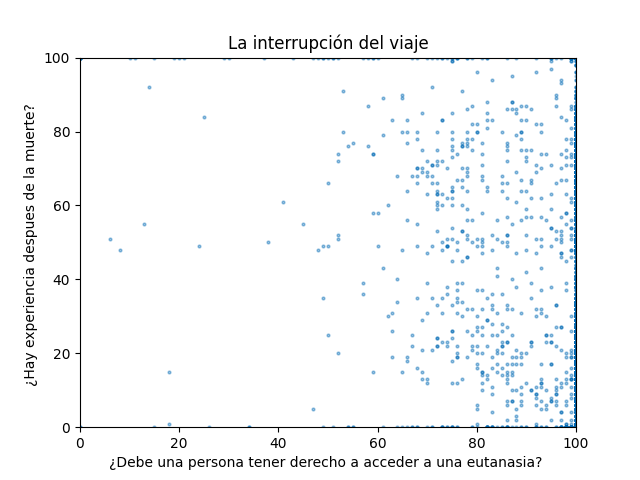 La interrupción del viaje
100
80
60
40
20
0
¿Hay experiencia despues de la muerte?
0 20 40 60 80 100
¿Debe una persona tener derecho a acceder a una eutanasia?